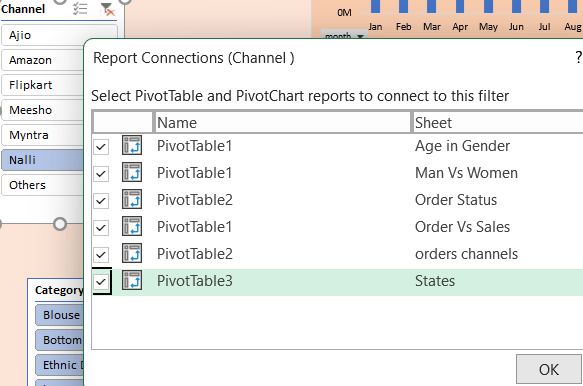 Channel
Ajio
Amazon
Flipkart
Meesho
Myntra
Nalli
Others
0M
Jan Feb Mar Apr May Jun Jul Aug
month
Report Connections (Channel )
?
Select PivotTable and PivotChart reports to connect to this filter
Name Sheet
PivotTable1 Age in Gender
PivotTable1 Man Vs Women
PivotTable2 Order Status
PivotTable1 Order Vs Sales
PivotTable2 orders channels
PivotTable3 States
OK
Category
Blouse
Bottom
Ethnic D